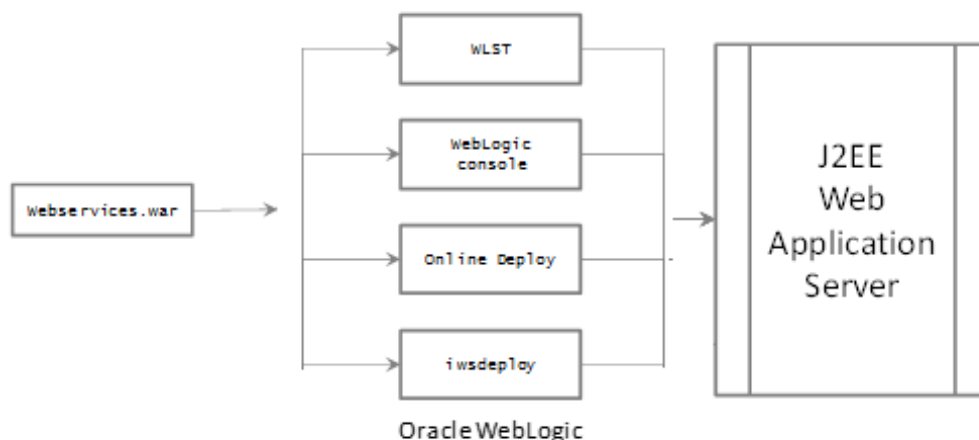 WLST
WebLogic
console
Webservices.war
Online Deploy
iwsdeploy
Oracle WebLogic
J2EE
Web
Application
Server